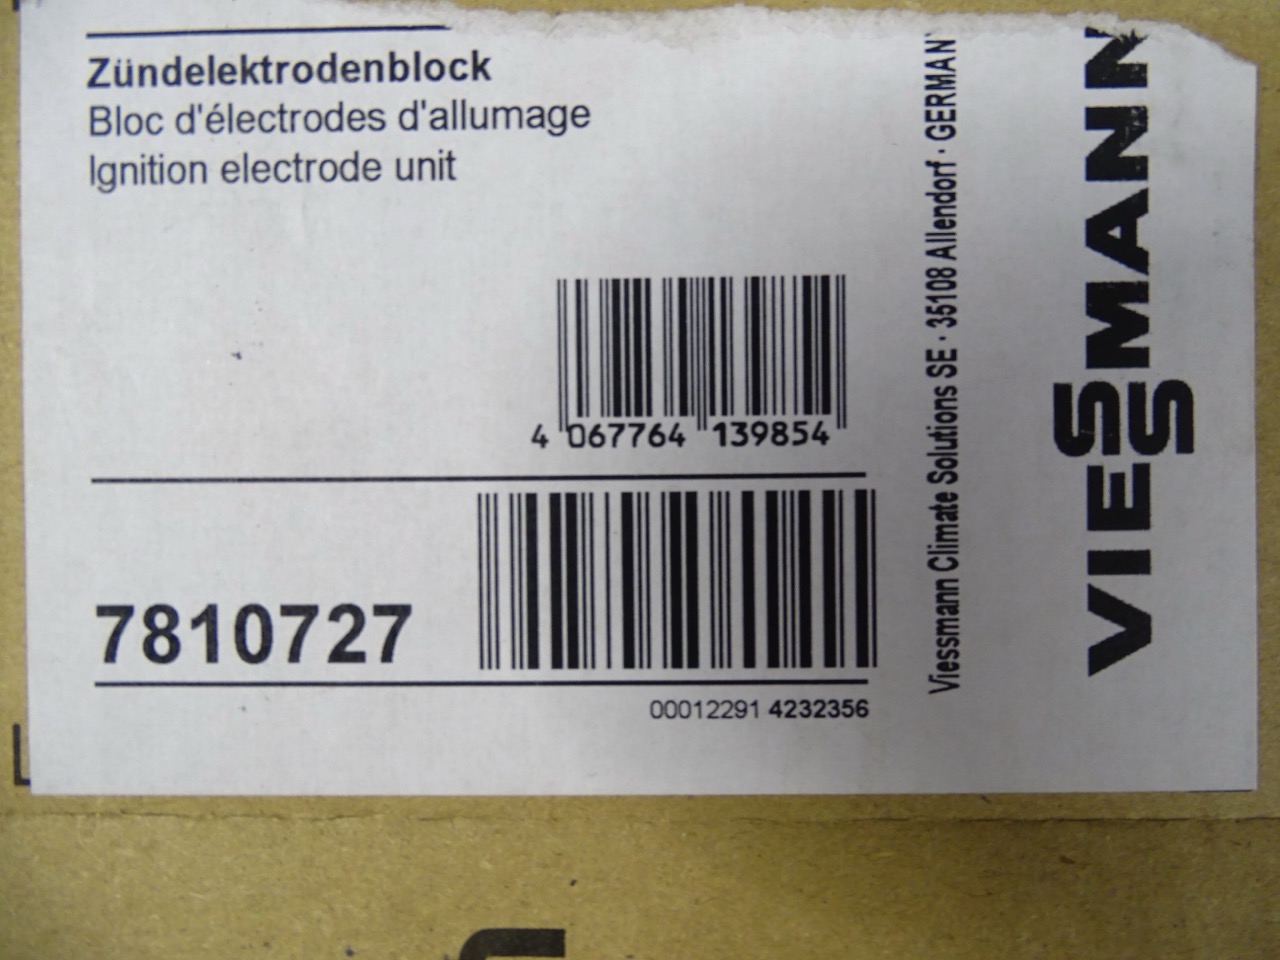 Zündelektrodenblock
Bloc d'électrodes d'allumage
Ignition electrode unit
4 067764 139854
7810727
00012291 4232356
Viessmann Climate Solutions SE · 35108 Allendorf · GERMAN
VIESSMANN